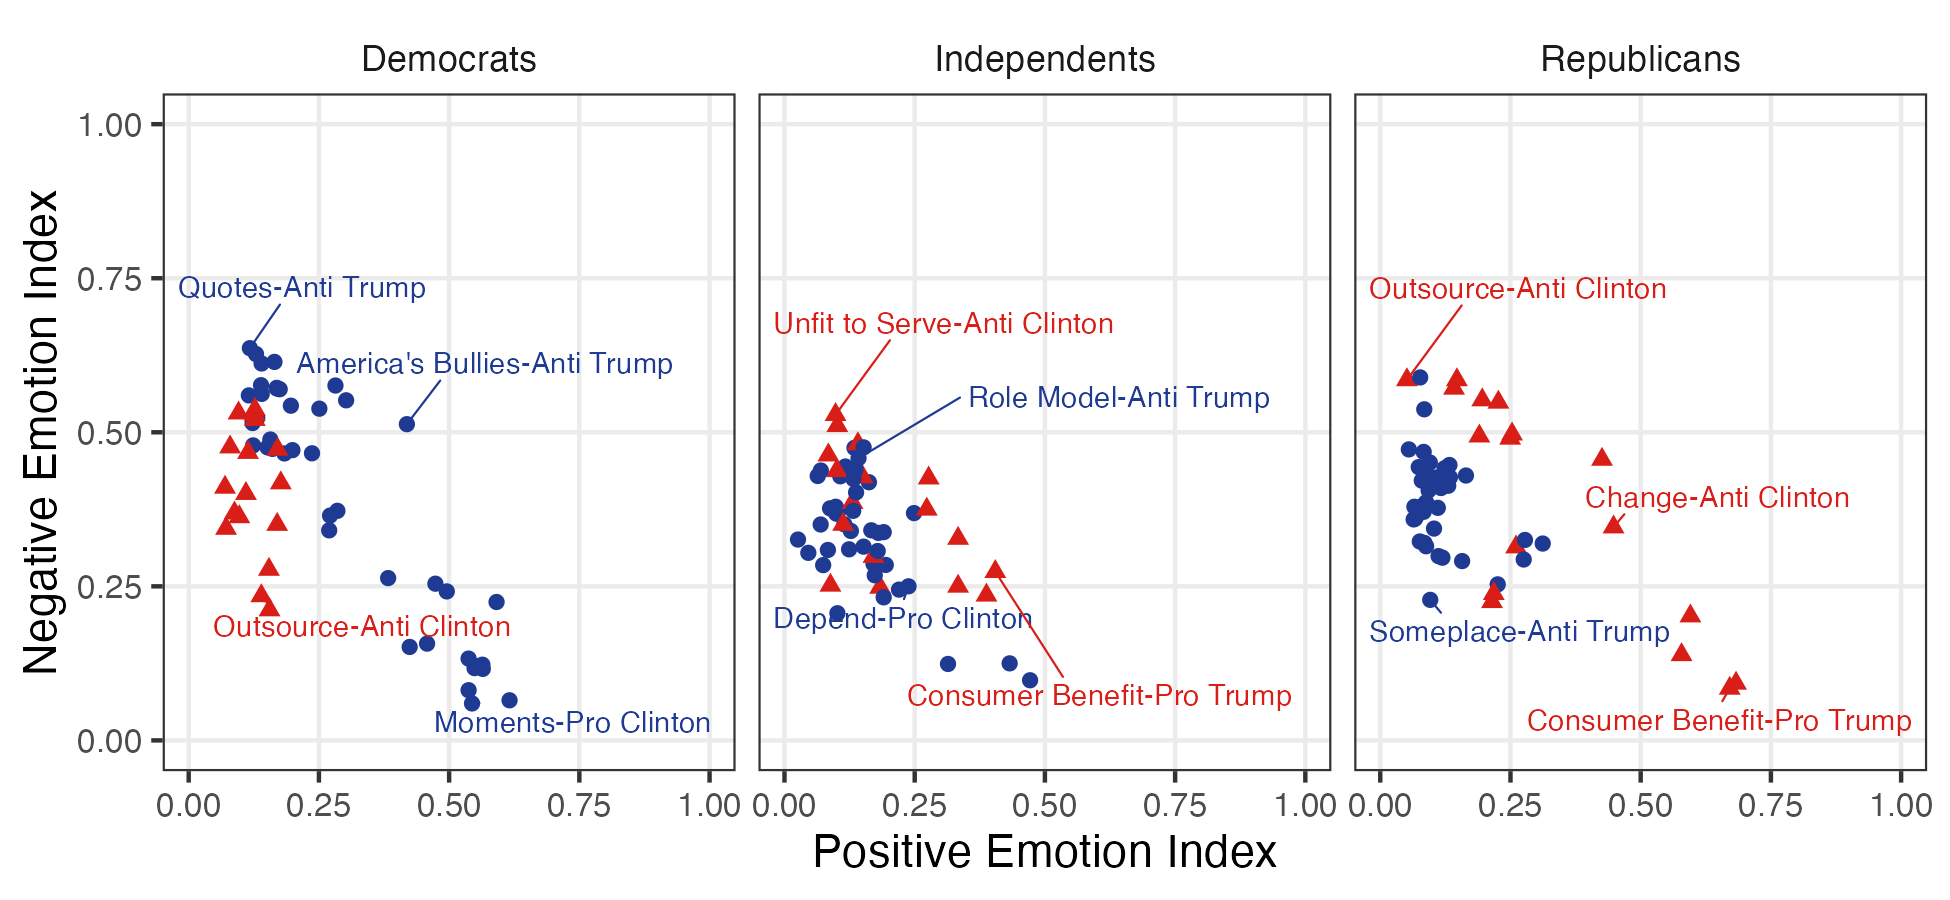 Democrats
Independents
Republicans
Negative Emotion Index
1.00
0.75
0.50
0.25
0.00
Quotes-Anti Trump
America's Bullies-Anti Trump
Outsource-Anti Clinton
Moments-Pro Clinton
Unfit to Serve-Anti Clinton
Role Model-Anti Trump
Depend-Pro Clinton
Consumer Benefit-Pro Trump
Outsource-Anti Clinton
Change-Anti Clinton
Someplace-Anti Trump
Consumer Benefit-Pro Trump
0.00 0.25 0.50 0.75 1.00
0.00 0.25 0.50 0.75 1.00
0.00 0.25 0.50 0.75 1.00
Positive Emotion Index